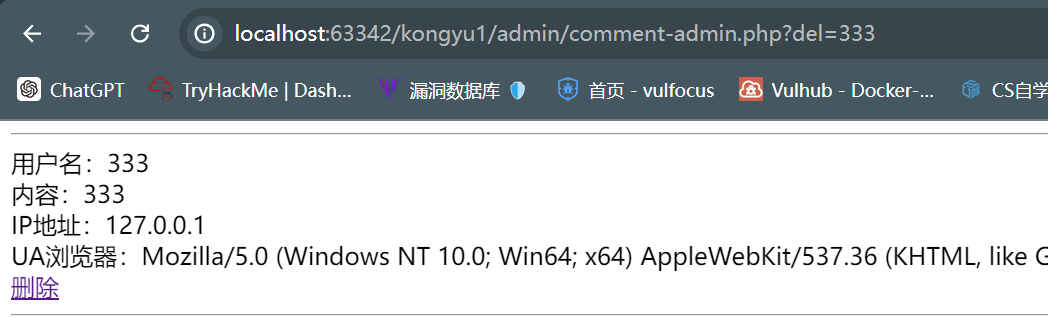 localhost:63342/kongyu1/admin/comment-admin.php?del=333
ChatGPT TryHackMe | Dash... 漏洞数据库 首页 - vulfocus Vulhub - Docker-... CS自学
用户名：333
内容：333
IP地址：127.0.0.1
UA浏览器：Mozilla/5.0 (Windows NT 10.0; Win64; x64) AppleWebKit/537.36 (KHTML, like G
删除